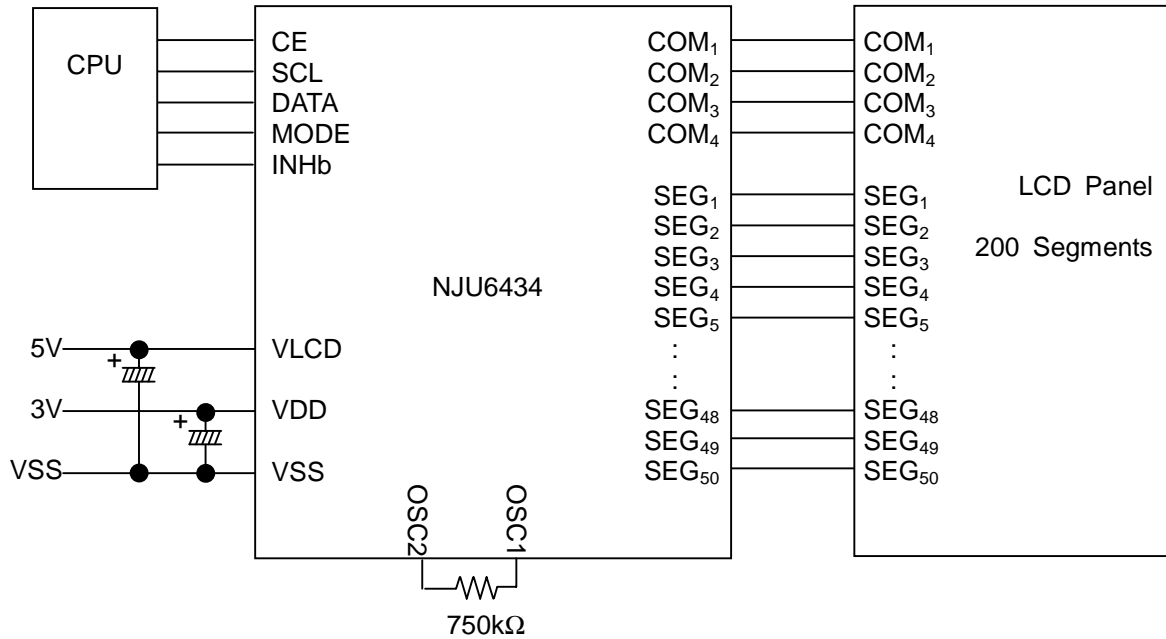 CPU
CE
SCL
DATA
MODE
INHb
5V
+
VLCD
3V
+
VDD
VSS
VSS
NJU6434
OSC2
OSC1
750kΩ
COM₁
COM₂
COM₃
COM₄
SEG₁
SEG₂
SEG₃
SEG₄
SEG₅
:
:
SEG₄₈
SEG₄₉
SEG₅₀
COM₁
COM₂
COM₃
COM₄
SEG₁
SEG₂
SEG₃
SEG₄
SEG₅
:
:
SEG₄₈
SEG₄₉
SEG₅₀
LCD Panel
200 Segments